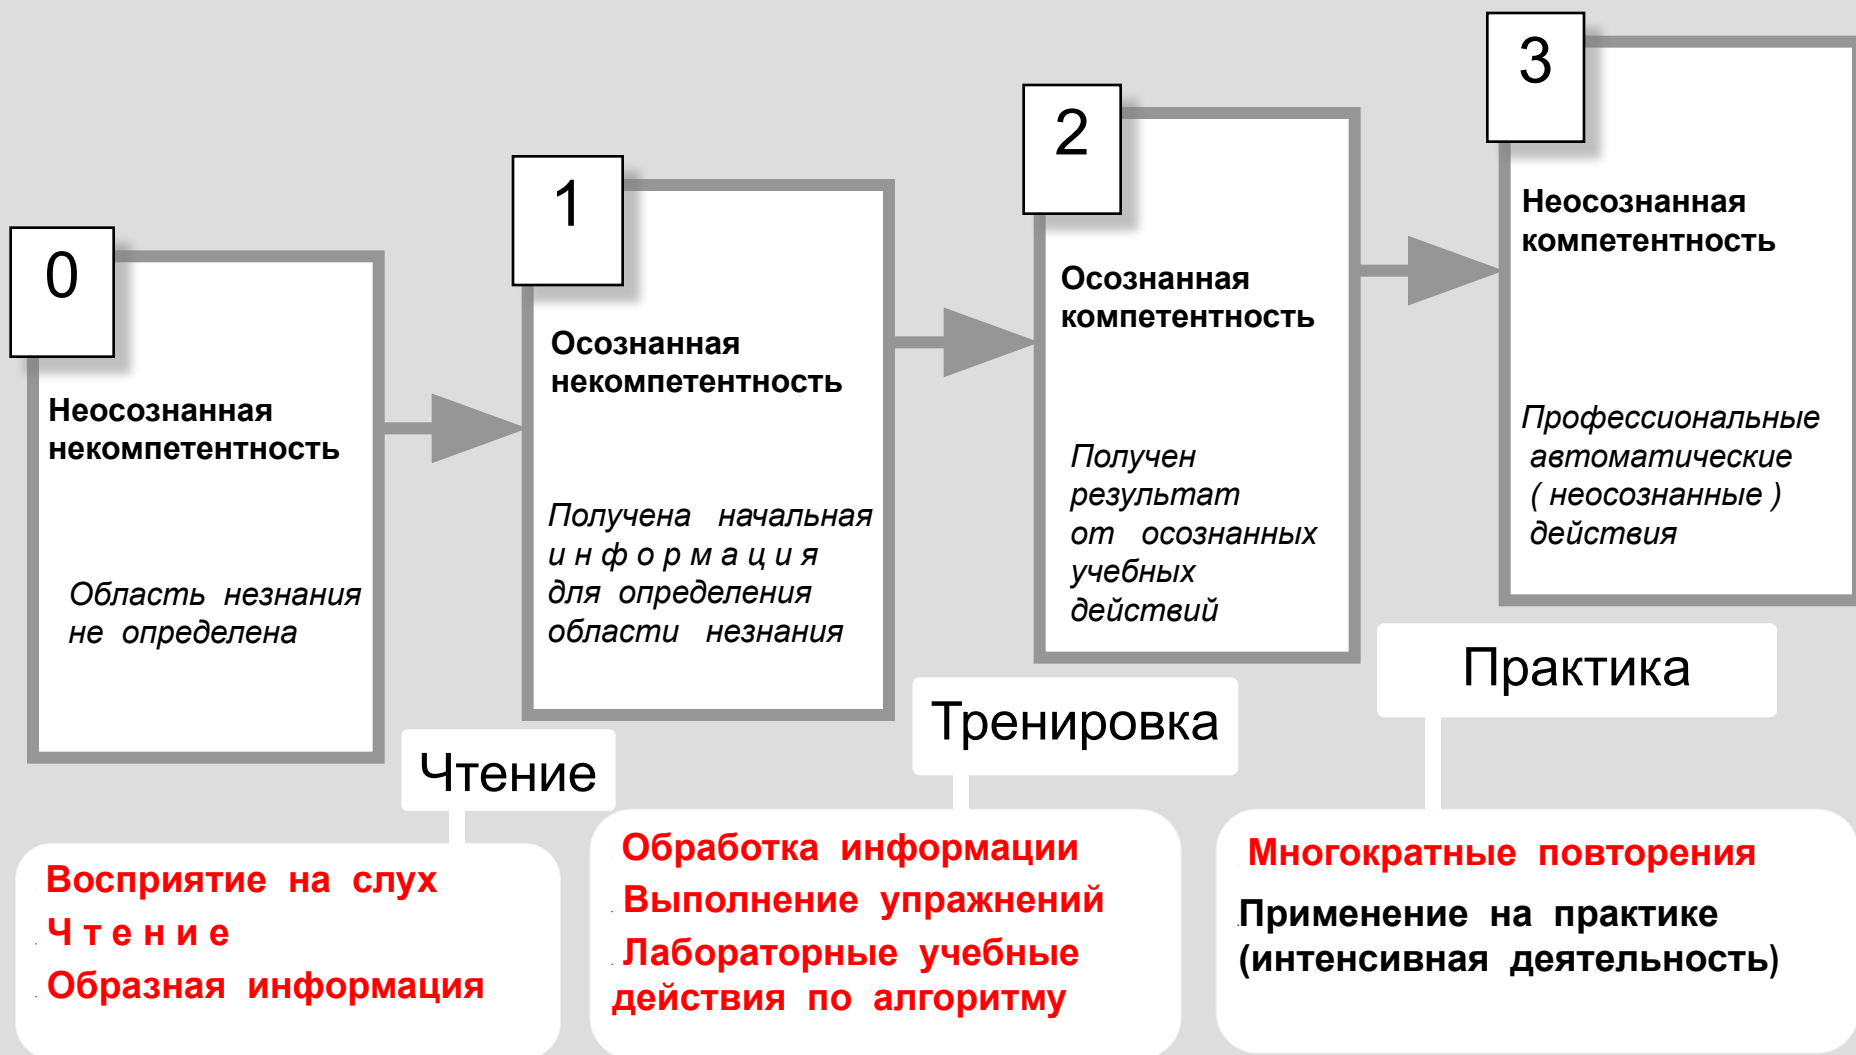 0
Неосознанная
некомпетентность
Область незнания
не определена
1
Осознанная
некомпетентность
Получена начальная
и н ф о р м а ц и я
для определения
области незнания
2
Осознанная
компетентность
Получен
результат
от осознанных
учебных
действий
3
Неосознанная
компетентность
Профессиональные
автоматические
( неосознанные )
действия
Чтение
Восприятие на слух
Ч т е н и е
Образная информация
Тренировка
Обработка информации
Выполнение упражнений
Лабораторные учебные
действия по алгоритму
Практика
Многократные повторения
Применение на практике
(интенсивная деятельность)